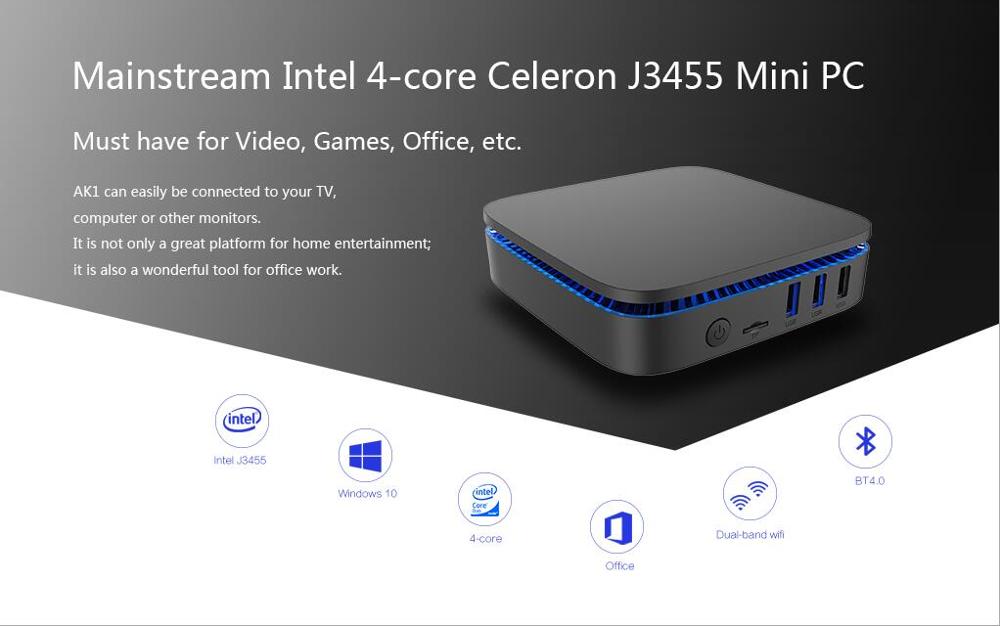 Mainstream Intel 4-core Celeron J3455 Mini PC
Must have for Video, Games, Office, etc.
AK1 can easily be connected to your TV,
computer or other monitors.
It is not only a great platform for home entertainment;
it is also a wonderful tool for office work.
intel
Intel J3455
Windows 10
intel
Core
4-core
Office
Dual-band wifi
BT4.0